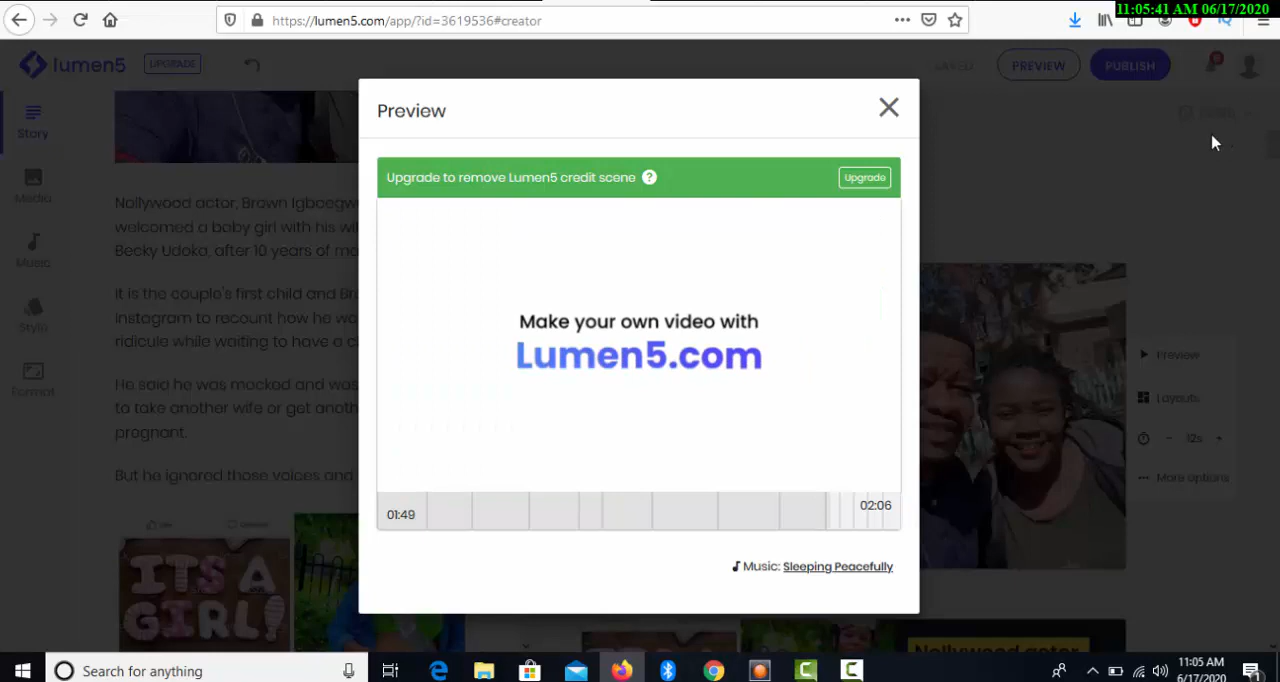 11:05:41 AM 06/17/2020
https://lumen5.com/app/?id=3619536#creator
lumen5
UPGRADE
SAVED
PREVIEW
PUBLISH
Story
Media
Music
Style
Format
Nollywood actor, Brown Igboegw
welcomed a baby girl with his wi
Becky Udoka, after 10 years of ma
It is the couple's first child and Br
Instagram to recount how he wa
ridicule while waiting to have a c
He said he was mocked and was
to take another wife or get anoth
pregnant.
But he ignored those voices and
IT'S A
GIRL!
Preview
Upgrade to remove Lumen5 credit scene ?
Upgrade
Make your own video with
Lumen5.com
01:49
02:06
Music: Sleeping Peacefully
Preview
Layouts
- 12s +
More options
Nollywood actor
Search for anything
11:05 AM
6/17/2020
1